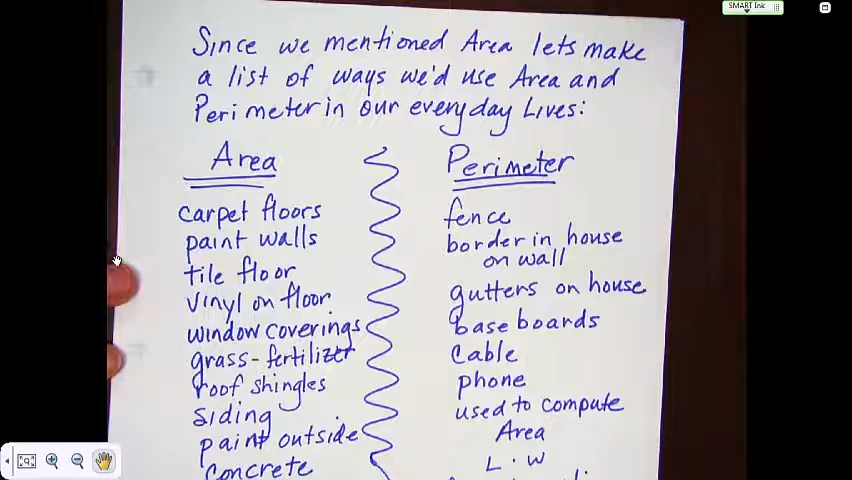 SMART Ink
Since we mentioned Area lets make
a list of ways we'd use Area and
Perimeter in our everyday Lives:
Area
carpet floors
paint walls
tile floor
vinyl on floor
window coverings
grass-fertilizer
roof shingles
siding
paint outside
concrete
Perimeter
fence
border in house
on wall
gutters on house
base boards
Cable
phone
used to compute
Area
L · W